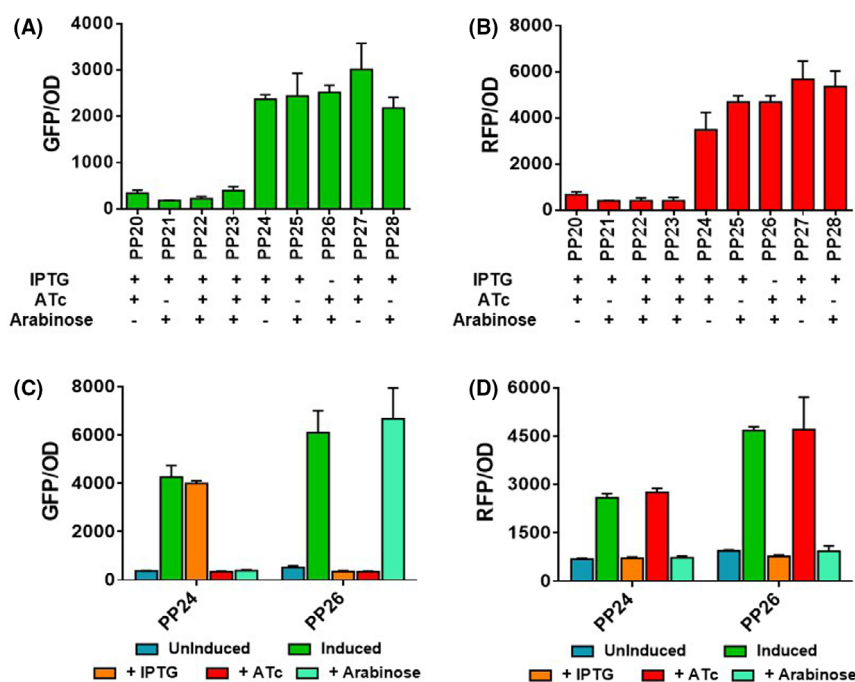 (A)
GFP/OD
4000
3000
2000
1000
0
PP20 PP21 PP22 PP23 PP24 PP25 PP26 PP27 PP28
IPTG + + + + + + - + +
ATc + - + + + - + + -
Arabinose - + + + - + + - +
(B)
RFP/OD
8000
6000
4000
2000
0
PP20 PP21 PP22 PP23 PP24 PP25 PP26 PP27 PP28
IPTG + + + + + + - + +
ATc + - + + + - + + -
Arabinose - + + + - + + - +
(C)
GFP/OD
8000
6000
4000
2000
0
PP24 PP26
UnInduced Induced
+ IPTG + ATc + Arabinose
(D)
RFP/OD
6000
4500
3000
1500
0
PP24 PP26
UnInduced Induced
+ IPTG + ATc + Arabinose